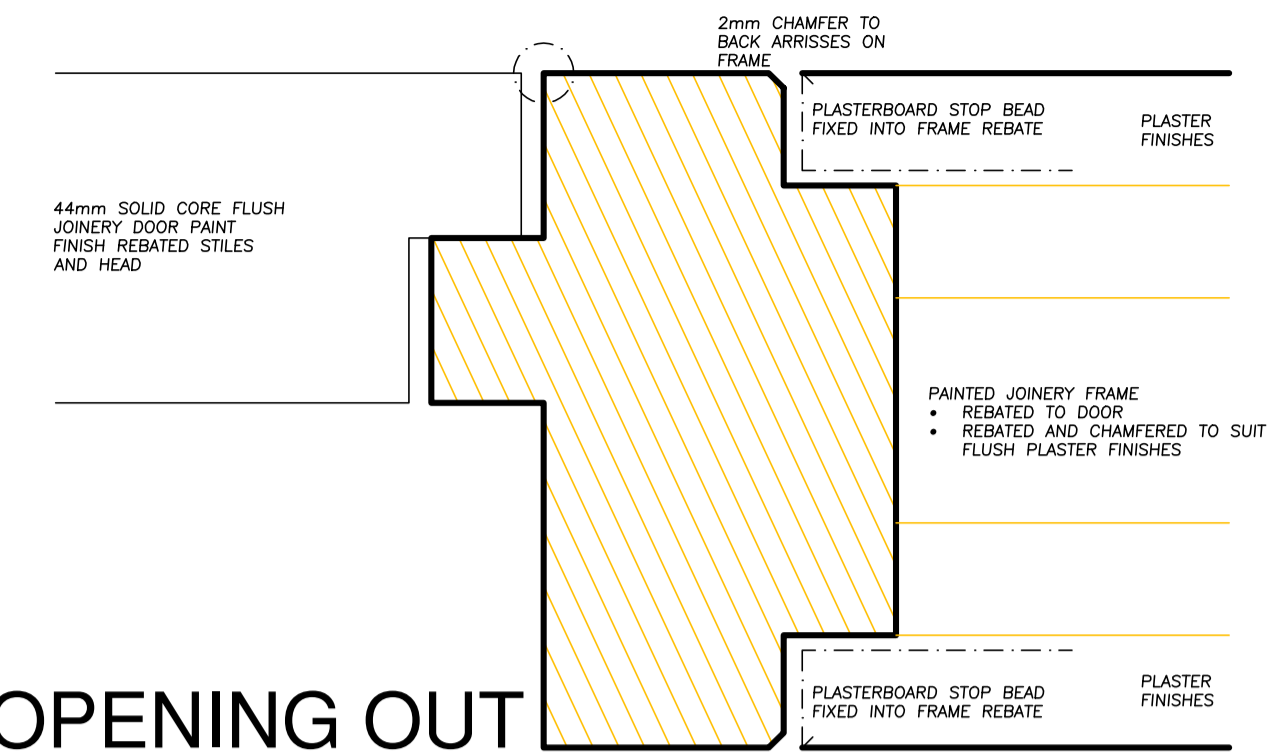 2mm CHAMFER TO
BACK ARRISSES ON
FRAME
PLASTERBOARD STOP BEAD
FIXED INTO FRAME REBATE
PLASTER
FINISHES
44mm SOLID CORE FLUSH
JOINERY DOOR PAINT
FINISH REBATED STILES
AND HEAD
PAINTED JOINERY FRAME
• REBATED TO DOOR
• REBATED AND CHAMFERED TO SUIT
FLUSH PLASTER FINISHES
PLASTERBOARD STOP BEAD
FIXED INTO FRAME REBATE
PLASTER
FINISHES
OPENING OUT